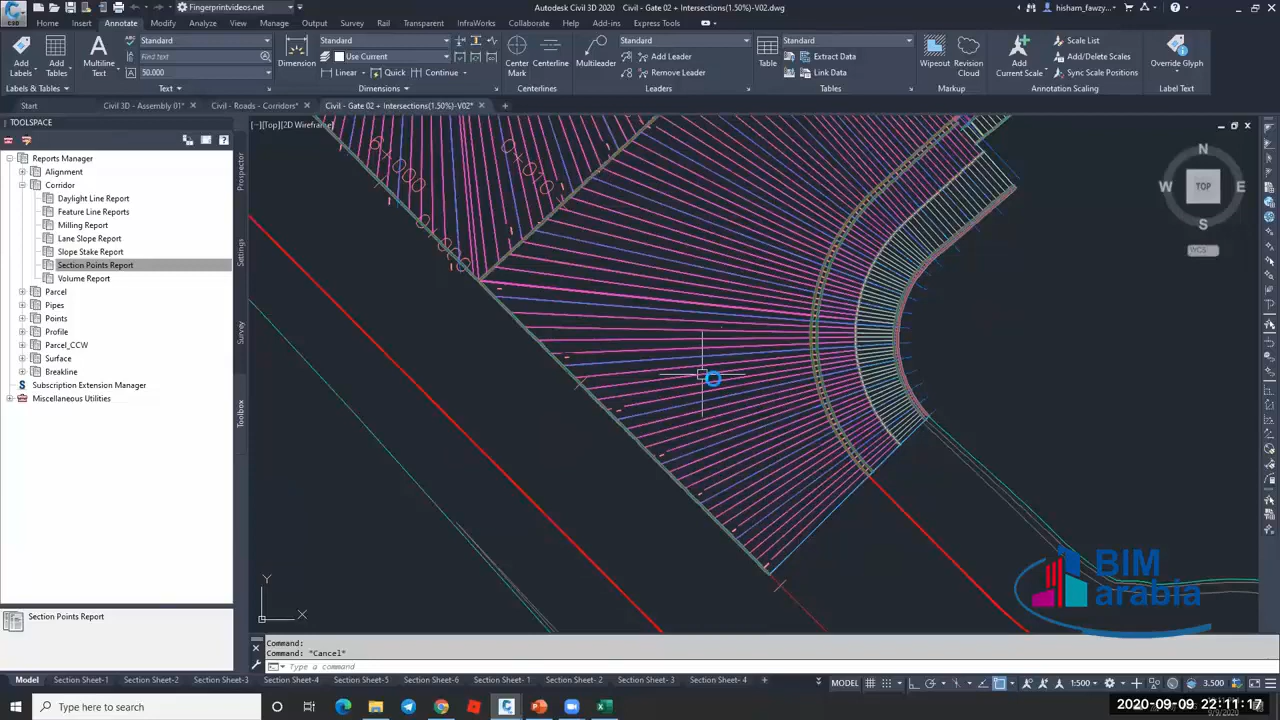 Autodesk Civil 3D 2020 Civil - Gate 02 + Intersections(1.50%)-V02.dwg
Fingerprintvideos.net
hisham_fawzy...
C3D
Home Insert Annotate Modify Analyze View Manage Output Survey Rail Transparent InfraWorks Collaborate Help Add-ins Express Tools
Add Labels
Add Tables
Labels & Tables
Multiline Text
Standard
Find text
50.000
Text
Dimension
Standard
Use Current
Linear Quick Continue
Dimensions
Center Mark
Centerline
Centerlines
Multileader
Standard
Add Leader
Remove Leader
Leaders
Table
Standard
Extract Data
Link Data
Tables
Wipeout
Revision Cloud
Markup
Add Current Scale
Scale List
Add/Delete Scales
Sync Scale Positions
Annotation Scaling
Override Glyph
Label Text
Start Civil 3D - Assembly 01* Civil - Roads - Corridors* Civil - Gate 02 + Intersections(1.50%)-V02*
TOOLSPACE
Reports Manager
Alignment
Corridor
Daylight Line Report
Feature Line Reports
Milling Report
Lane Slope Report
Slope Stake Report
Section Points Report
Volume Report
Parcel
Pipes
Points
Profile
Parcel_CCW
Surface
Breakline
Subscription Extension Manager
Miscellaneous Utilities
Section Points Report
Prospector
Settings
Survey
Toolbox
[−][Top][2D Wireframe]
N
W TOP E
S
WCS
Y
X
BIM
arabia
Command:
Command: *Cancel*
Type a command
Model Section Sheet-1 Section Sheet-2 Section Sheet-3 Section Sheet-4 Section Sheet-5 Section Sheet-6 Section Sheet- 1 Section Sheet- 2 Section Sheet- 3 Section Sheet- 4
MODEL 1:500 3.500
Type here to search
2020-09-09 22:11:17